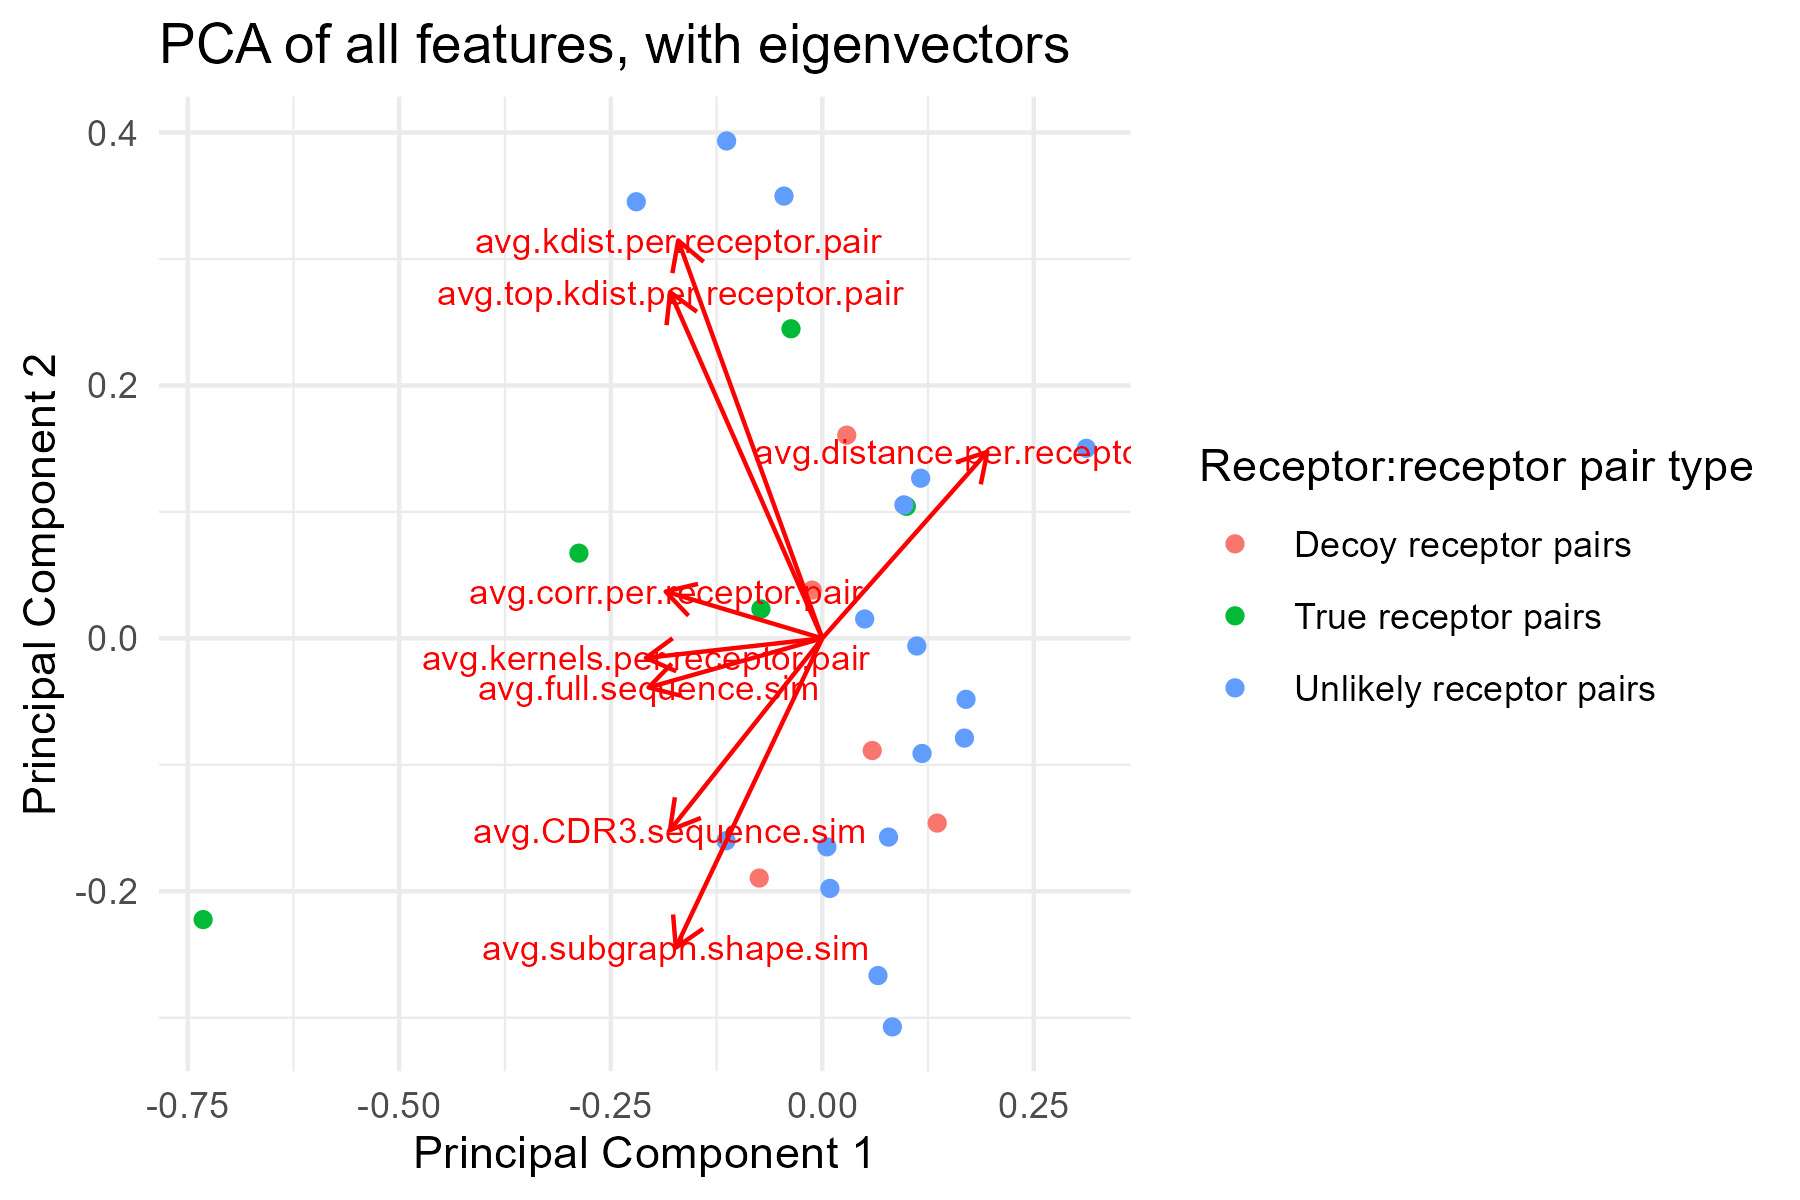 PCA of all features, with eigenvectors
0.4
avg.kdist.per.receptor.pair
avg.top.kdist.per.receptor.pair
0.2
avg.distance.per.recepto
Receptor:receptor pair type
Decoy receptor pairs
True receptor pairs
Unlikely receptor pairs
avg.corr.per.receptor.pair
0.0
avg.kernels.per.receptor.pair
avg.full.sequence.sim
avg.CDR3.sequence.sim
-0.2
avg.subgraph.shape.sim
Principal Component 2
-0.75
-0.50
-0.25
0.00
0.25
Principal Component 1